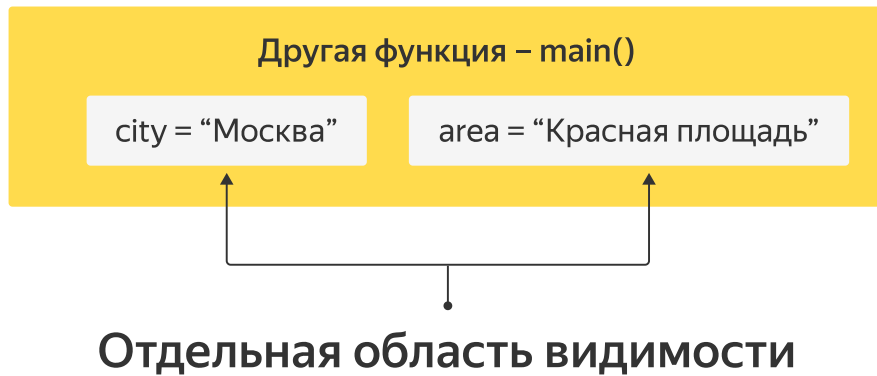 Другая функция – main()
city = “Москва”
area = “Красная площадь”
Отдельная область видимости